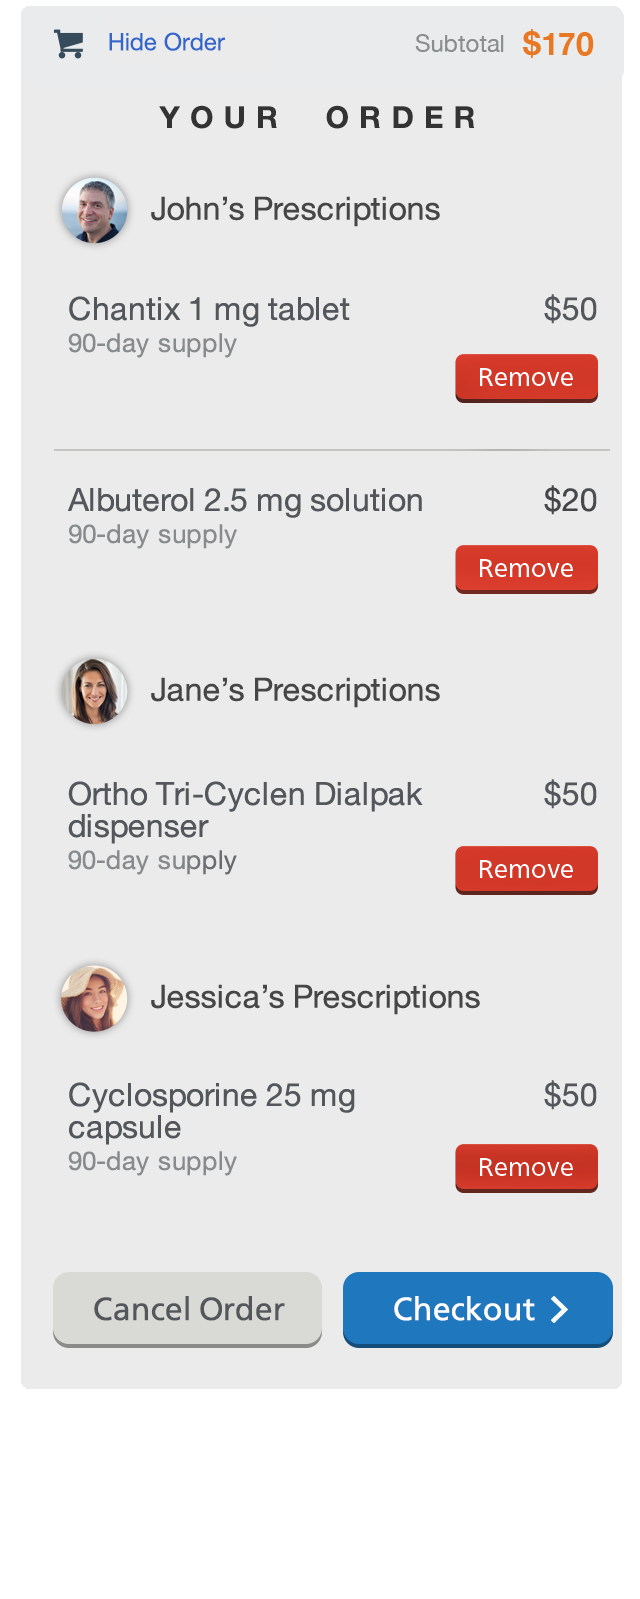 Hide Order Subtotal $170
YOUR ORDER
John’s Prescriptions
Chantix 1 mg tablet $50
90-day supply
Remove
Albuterol 2.5 mg solution $20
90-day supply
Remove
Jane’s Prescriptions
Ortho Tri-Cyclen Dialpak $50
dispenser
90-day supply
Remove
Jessica’s Prescriptions
Cyclosporine 25 mg $50
capsule
90-day supply
Remove
Cancel Order Checkout